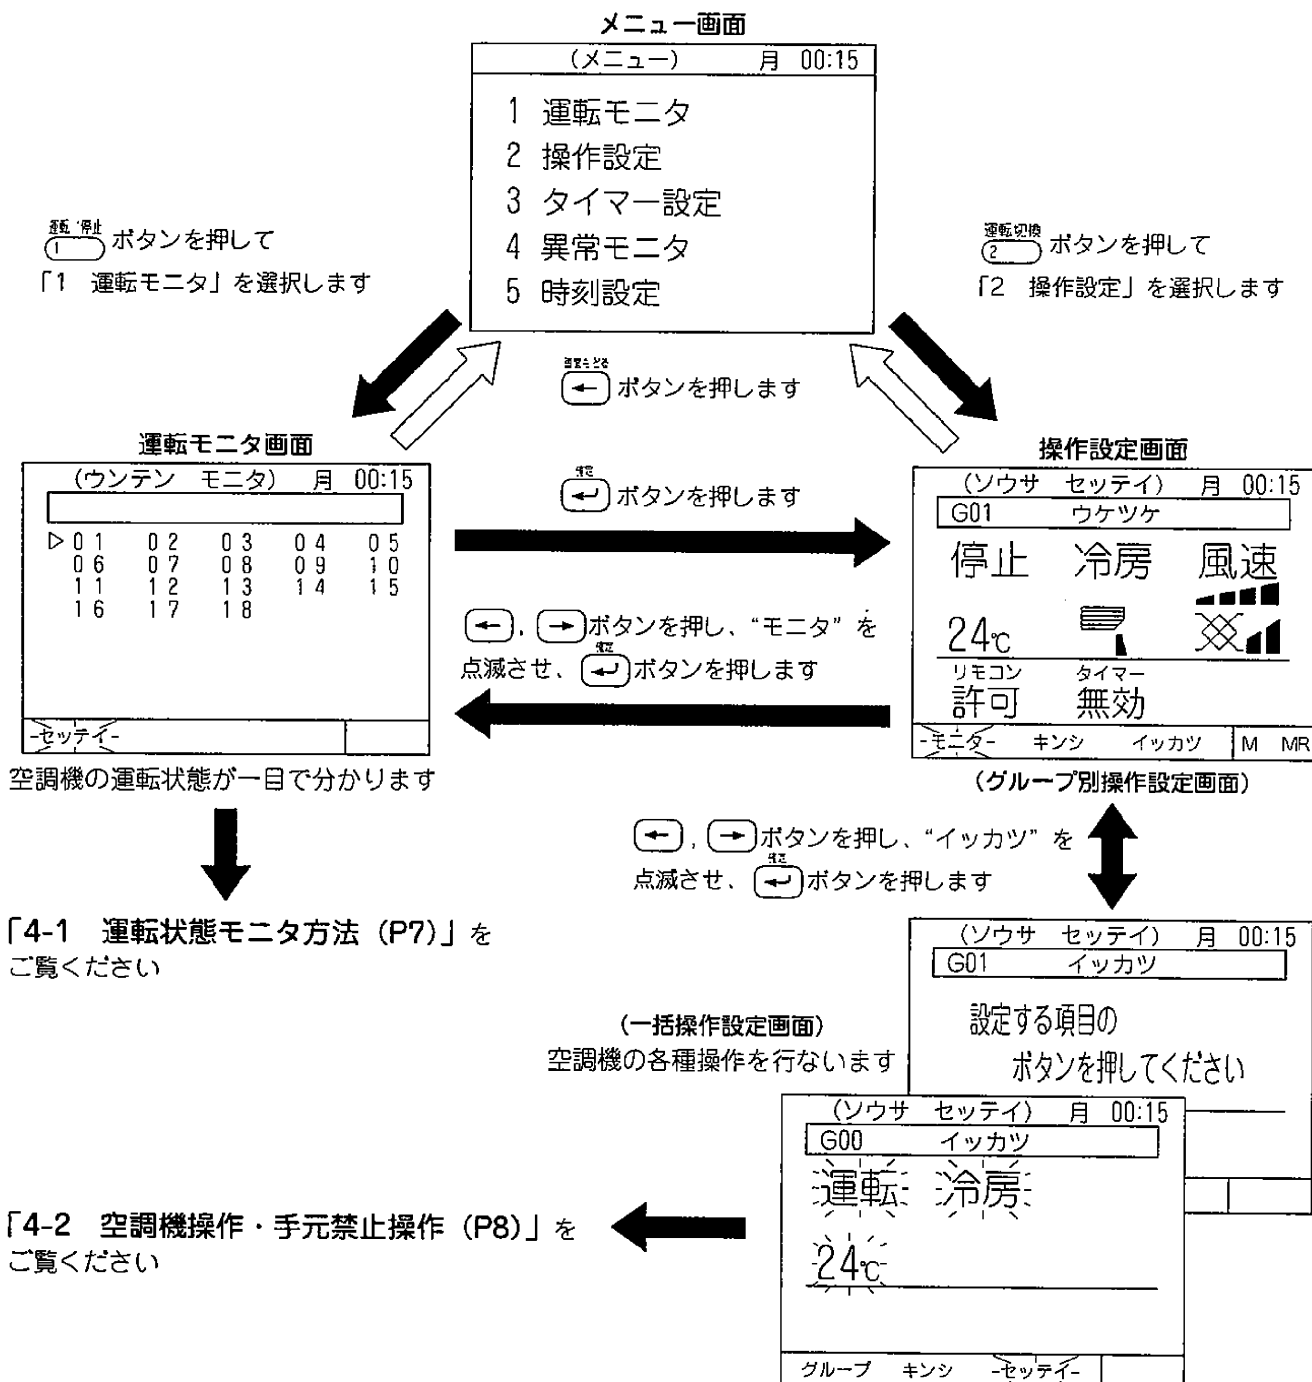 メニュー画面
(メニュー) 月 00:15
1 運転モニタ
2 操作設定
3 タイマー設定
4 異常モニタ
5 時刻設定
運転/停止
1 ボタンを押して
「1 運転モニタ」を選択します
運転切換
2 ボタンを押して
「2 操作設定」を選択します
← ボタンを押します
運転モニタ画面
(ウンテン モニタ) 月 00:15
▷01 02 03 04 05
06 07 08 09 10
11 12 13 14 15
16 17 18
-セッテイ-
空調機の運転状態が一目で分かります
確定
↵ ボタンを押します
←, → ボタンを押し、“モニタ”を
確定
点滅させ、↵ ボタンを押します
操作設定画面
(ソウサ セッテイ) 月 00:15
G01 ウケツケ
停止 冷房 風速
24℃
リモコン タイマー
許可 無効
-モニタ- キンシ イッカツ M MR
(グループ別操作設定画面)
←, → ボタンを押し、“イッカツ”を
確定
点滅させ、↵ ボタンを押します
「4-1 運転状態モニタ方法(P7)」を
ご覧ください
(ソウサ セッテイ) 月 00:15
G01 イッカツ
設定する項目の
ボタンを押してください
(一括操作設定画面)
空調機の各種操作を行ないます
(ソウサ セッテイ) 月 00:15
G00 イッカツ
運転 冷房
24℃
グループ キンシ -セッテイ-
「4-2 空調機操作・手元禁止操作(P8)」を
ご覧ください